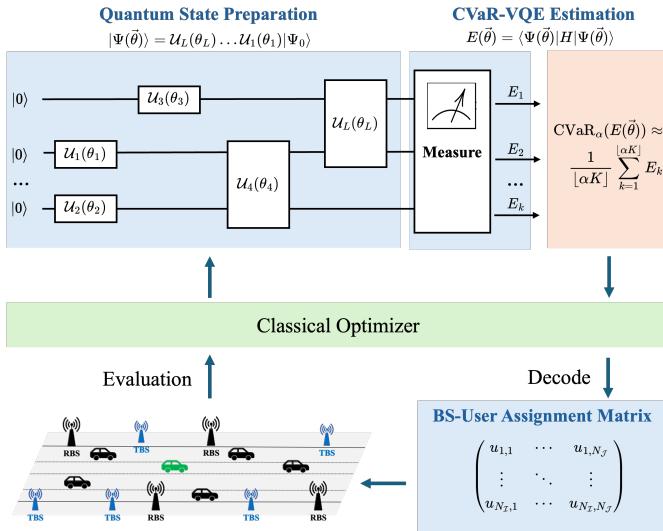 Quantum State Preparation
|Ψ(θ⃗)⟩ = 𝒰_L(θ_L) … 𝒰_1(θ_1)|Ψ_0⟩
CVaR-VQE Estimation
E(θ⃗) = ⟨Ψ(θ⃗)|H|Ψ(θ⃗)⟩
|0⟩
𝒰_3(θ_3)
𝒰_L(θ_L)
E_1
|0⟩
𝒰_1(θ_1)
𝒰_4(θ_4)
Measure
E_2
...
...
|0⟩
𝒰_2(θ_2)
E_k
CVaR_α(E(θ⃗)) ≈
1/⌊αK⌋ ∑_{k=1}^{⌊αK⌋} E_k
Classical Optimizer
Evaluation
Decode
RBS
TBS
RBS
TBS
TBS
TBS
RBS
TBS
RBS
BS-User Assignment Matrix
u_{1,1} ⋯ u_{1,N_𝒥}
⋮ ⋱ ⋮
u_{N_ℐ,1} ⋯ u_{N_ℐ,N_𝒥}